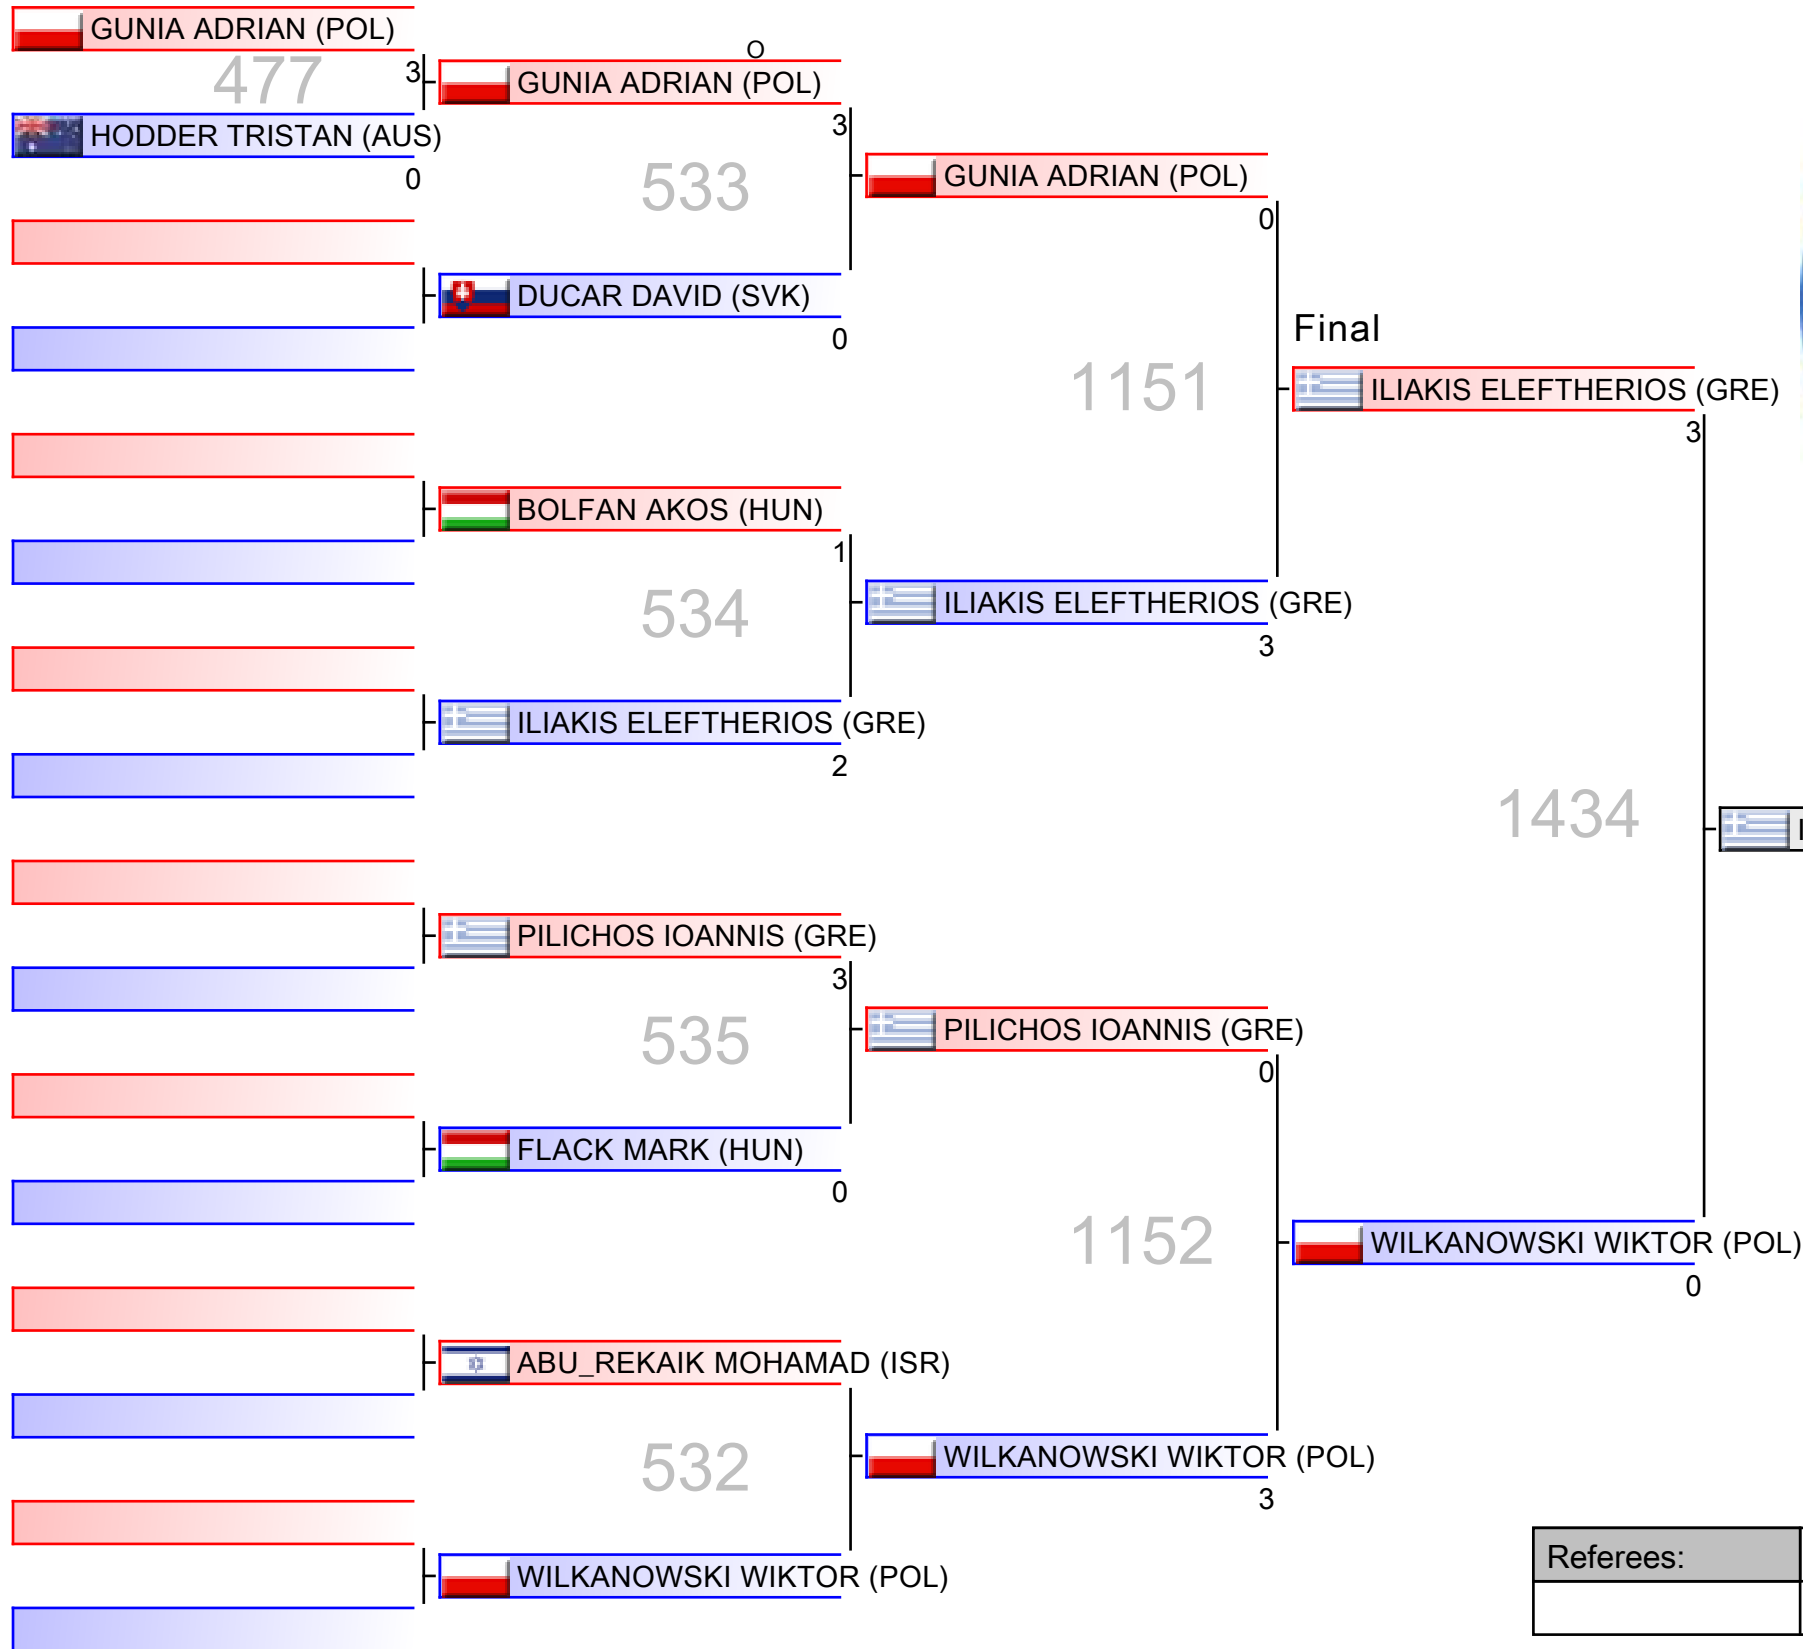 GUNIA ADRIAN (POL)
477
3
HODDER TRISTAN (AUS)
0
O
GUNIA ADRIAN (POL)
3
533
DUCAR DAVID (SVK)
0
BOLFAN AKOS (HUN)
1
534
ILIAKIS ELEFTHERIOS (GRE)
2
PILICHOS IOANNIS (GRE)
3
535
FLACK MARK (HUN)
0
ABU_REKAIK MOHAMAD (ISR)
532
WILKANOWSKI WIKTOR (POL)
GUNIA ADRIAN (POL)
0
1151
ILIAKIS ELEFTHERIOS (GRE)
3
PILICHOS IOANNIS (GRE)
0
1152
WILKANOWSKI WIKTOR (POL)
3
Final
ILIAKIS ELEFTHERIOS (GRE)
3
1434
WILKANOWSKI WIKTOR (POL)
0
Referees: